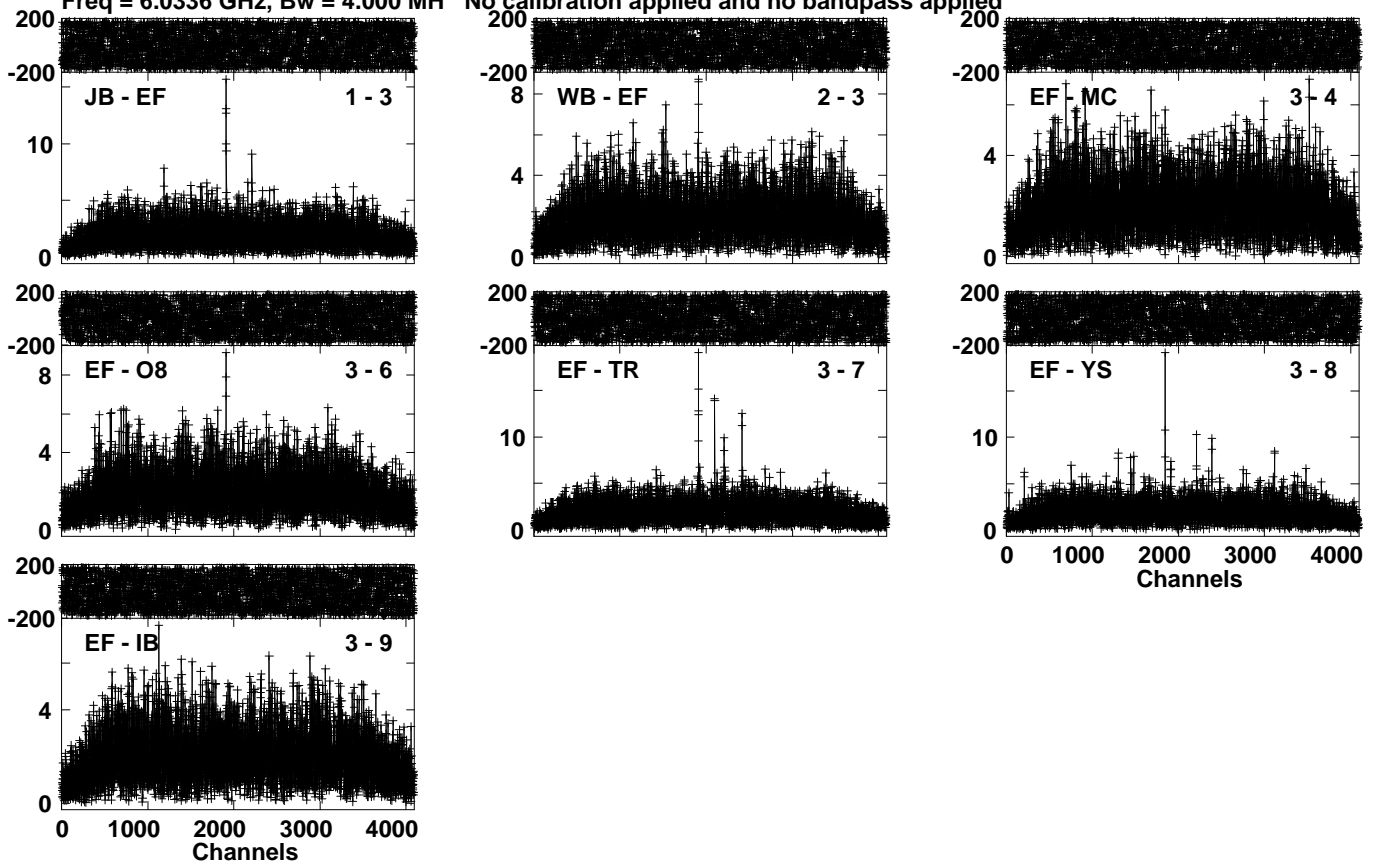 Freq = 6.0336 GHz, Bw = 4.000 MH No calibration applied and no bandpass applied
200
-200
JB - EF 1 - 3
10
0
200
-200
WB - EF 2 - 3
8
4
0
200
-200
EF - MC 3 - 4
4
0
200
-200
EF - O8 3 - 6
8
4
0
200
-200
EF - TR 3 - 7
10
0
200
-200
EF - YS 3 - 8
10
0
0 1000 2000 3000 4000
Channels
200
-200
EF - IB 3 - 9
4
0
0 1000 2000 3000 4000
Channels